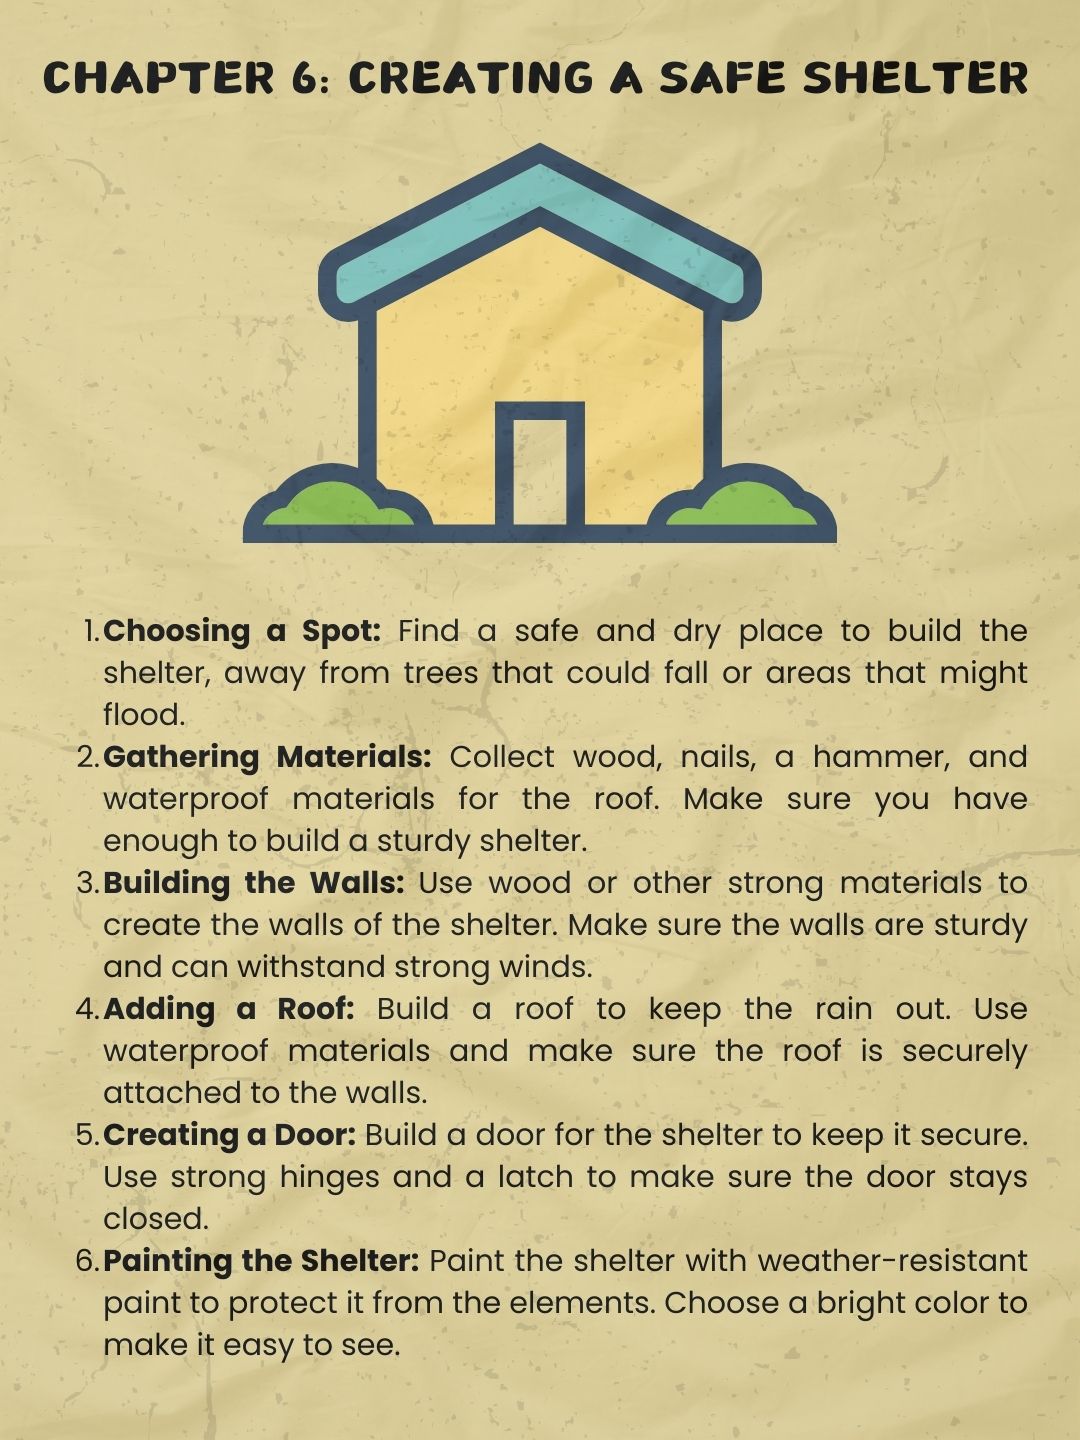 CHAPTER 6: CREATING A SAFE SHELTER
1. Choosing a Spot: Find a safe and dry place to build the
shelter, away from trees that could fall or areas that might
flood.
2. Gathering Materials: Collect wood, nails, a hammer, and
waterproof materials for the roof. Make sure you have
enough to build a sturdy shelter.
3. Building the Walls: Use wood or other strong materials to
create the walls of the shelter. Make sure the walls are sturdy
and can withstand strong winds.
4. Adding a Roof: Build a roof to keep the rain out. Use
waterproof materials and make sure the roof is securely
attached to the walls.
5. Creating a Door: Build a door for the shelter to keep it secure.
Use strong hinges and a latch to make sure the door stays
closed.
6. Painting the Shelter: Paint the shelter with weather-resistant
paint to protect it from the elements. Choose a bright color to
make it easy to see.